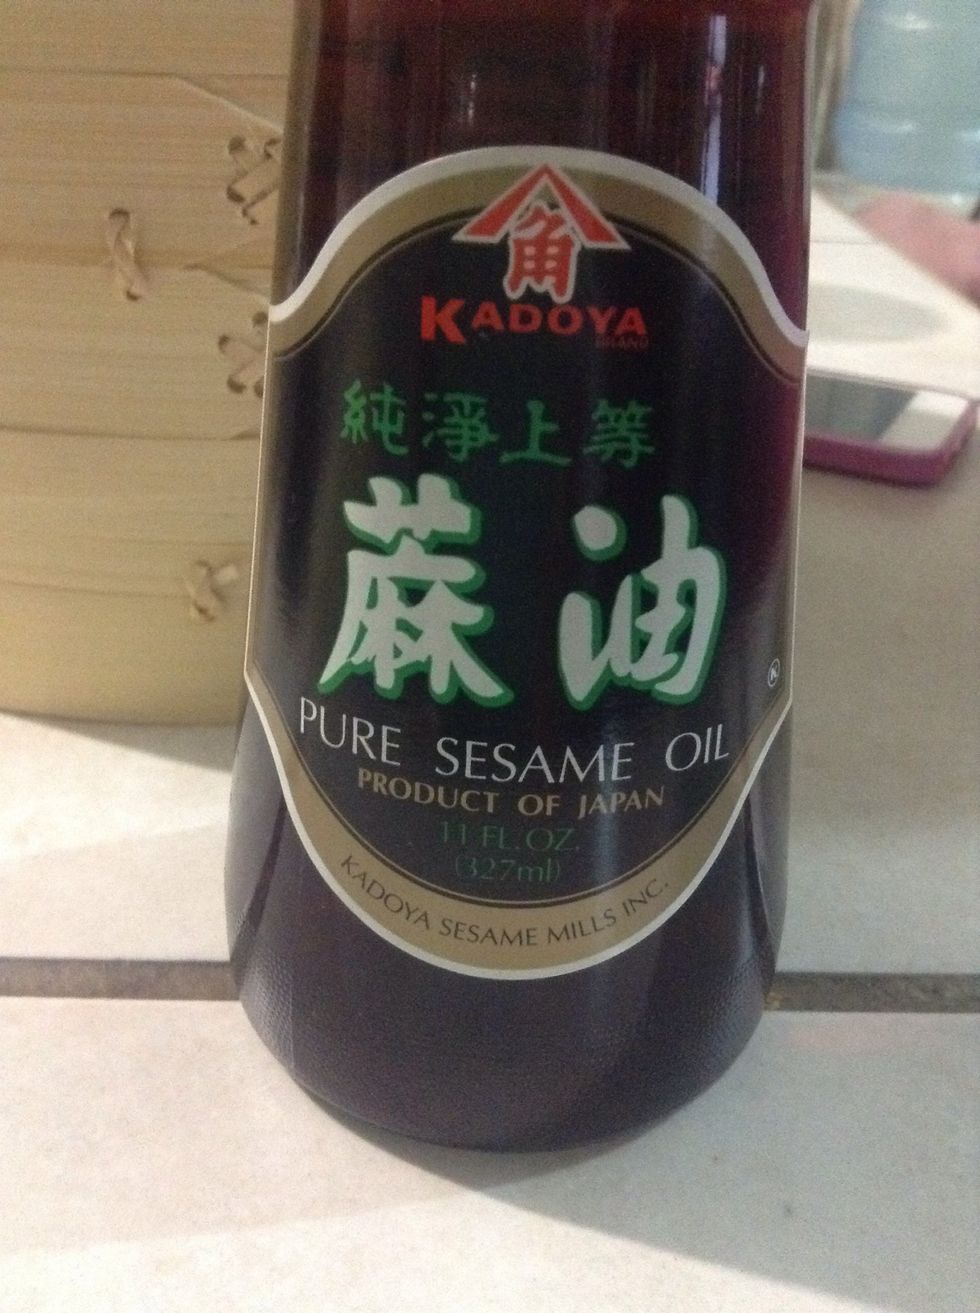 角
KADOYA
BRAND
純淨上等
蔴油
K
PURE SESAME OIL
PRODUCT OF JAPAN
11 FL. OZ.
(327ml)
KADOYA SESAME MILLS INC.